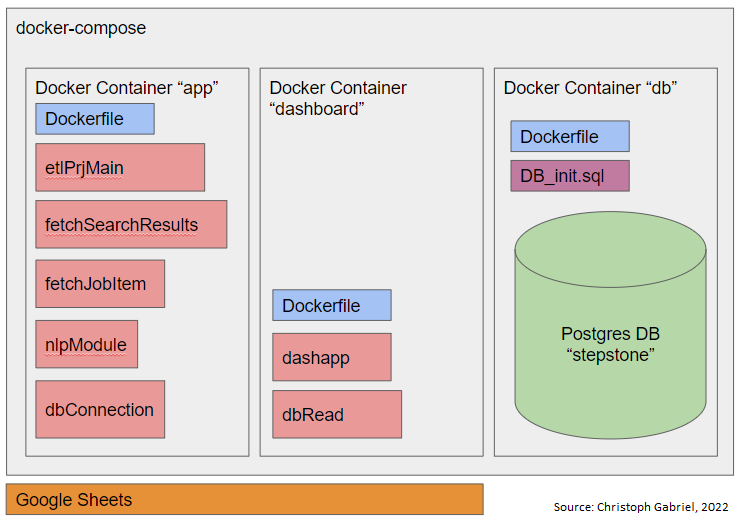 docker-compose
Docker Container “app”
Dockerfile
etlPrjMain
fetchSearchResults
fetchJobItem
nlpModule
dbConnection
Docker Container
“dashboard”
Dockerfile
dashapp
dbRead
Docker Container “db”
Dockerfile
DB_init.sql
Postgres DB
“stepstone”
Google Sheets
Source: Christoph Gabriel, 2022